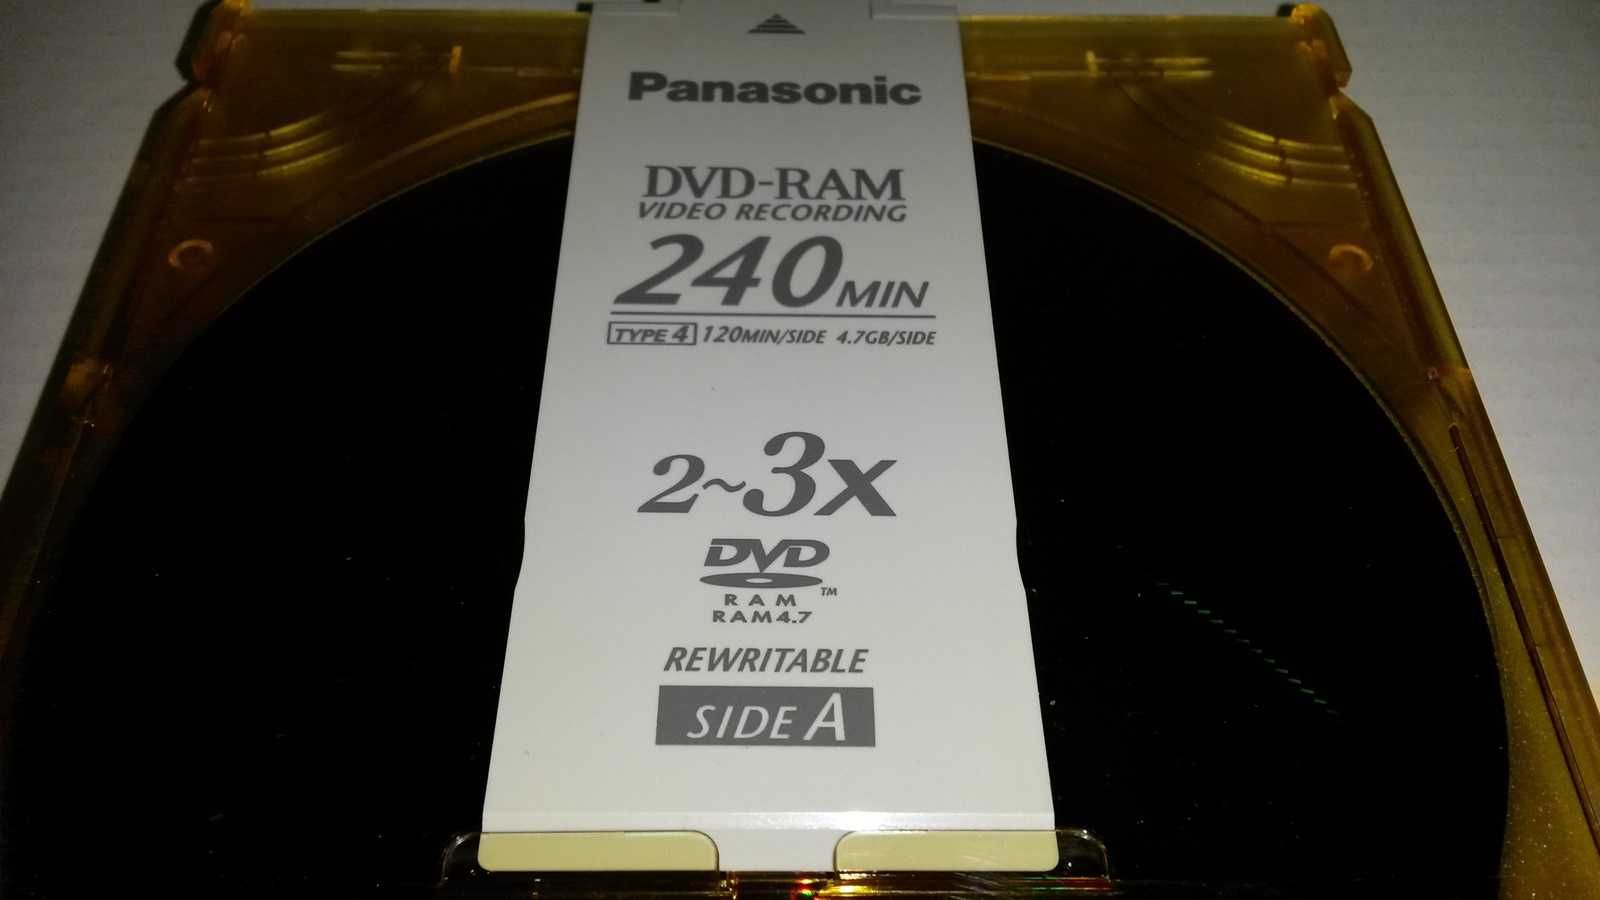 Panasonic
DVD-RAM
VIDEO RECORDING
240MIN
TYPE 4 120MIN/SIDE 4.7GB/SIDE
2~3X
DVD
RAM™
RAM4.7
REWRITABLE
SIDE A